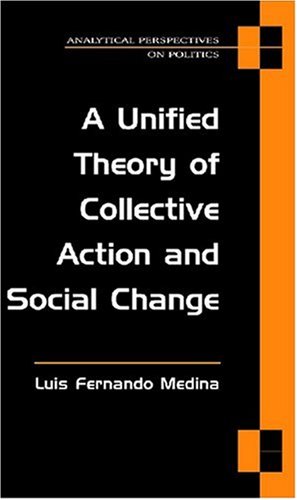 ANALYTICAL PERSPECTIVES
ON POLITICS
A Unified
Theory of
Collective
Action and
Social Change
Luis Fernando Medina